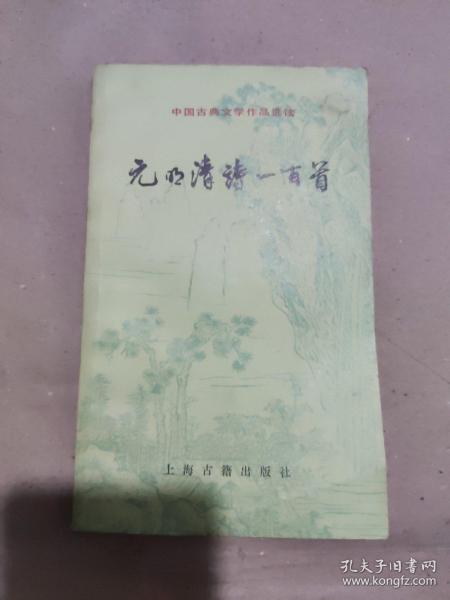 中国古典文学作品选读
元明清诗一百首
上海古籍出版社
孔夫子旧书网
www.kongfz.com